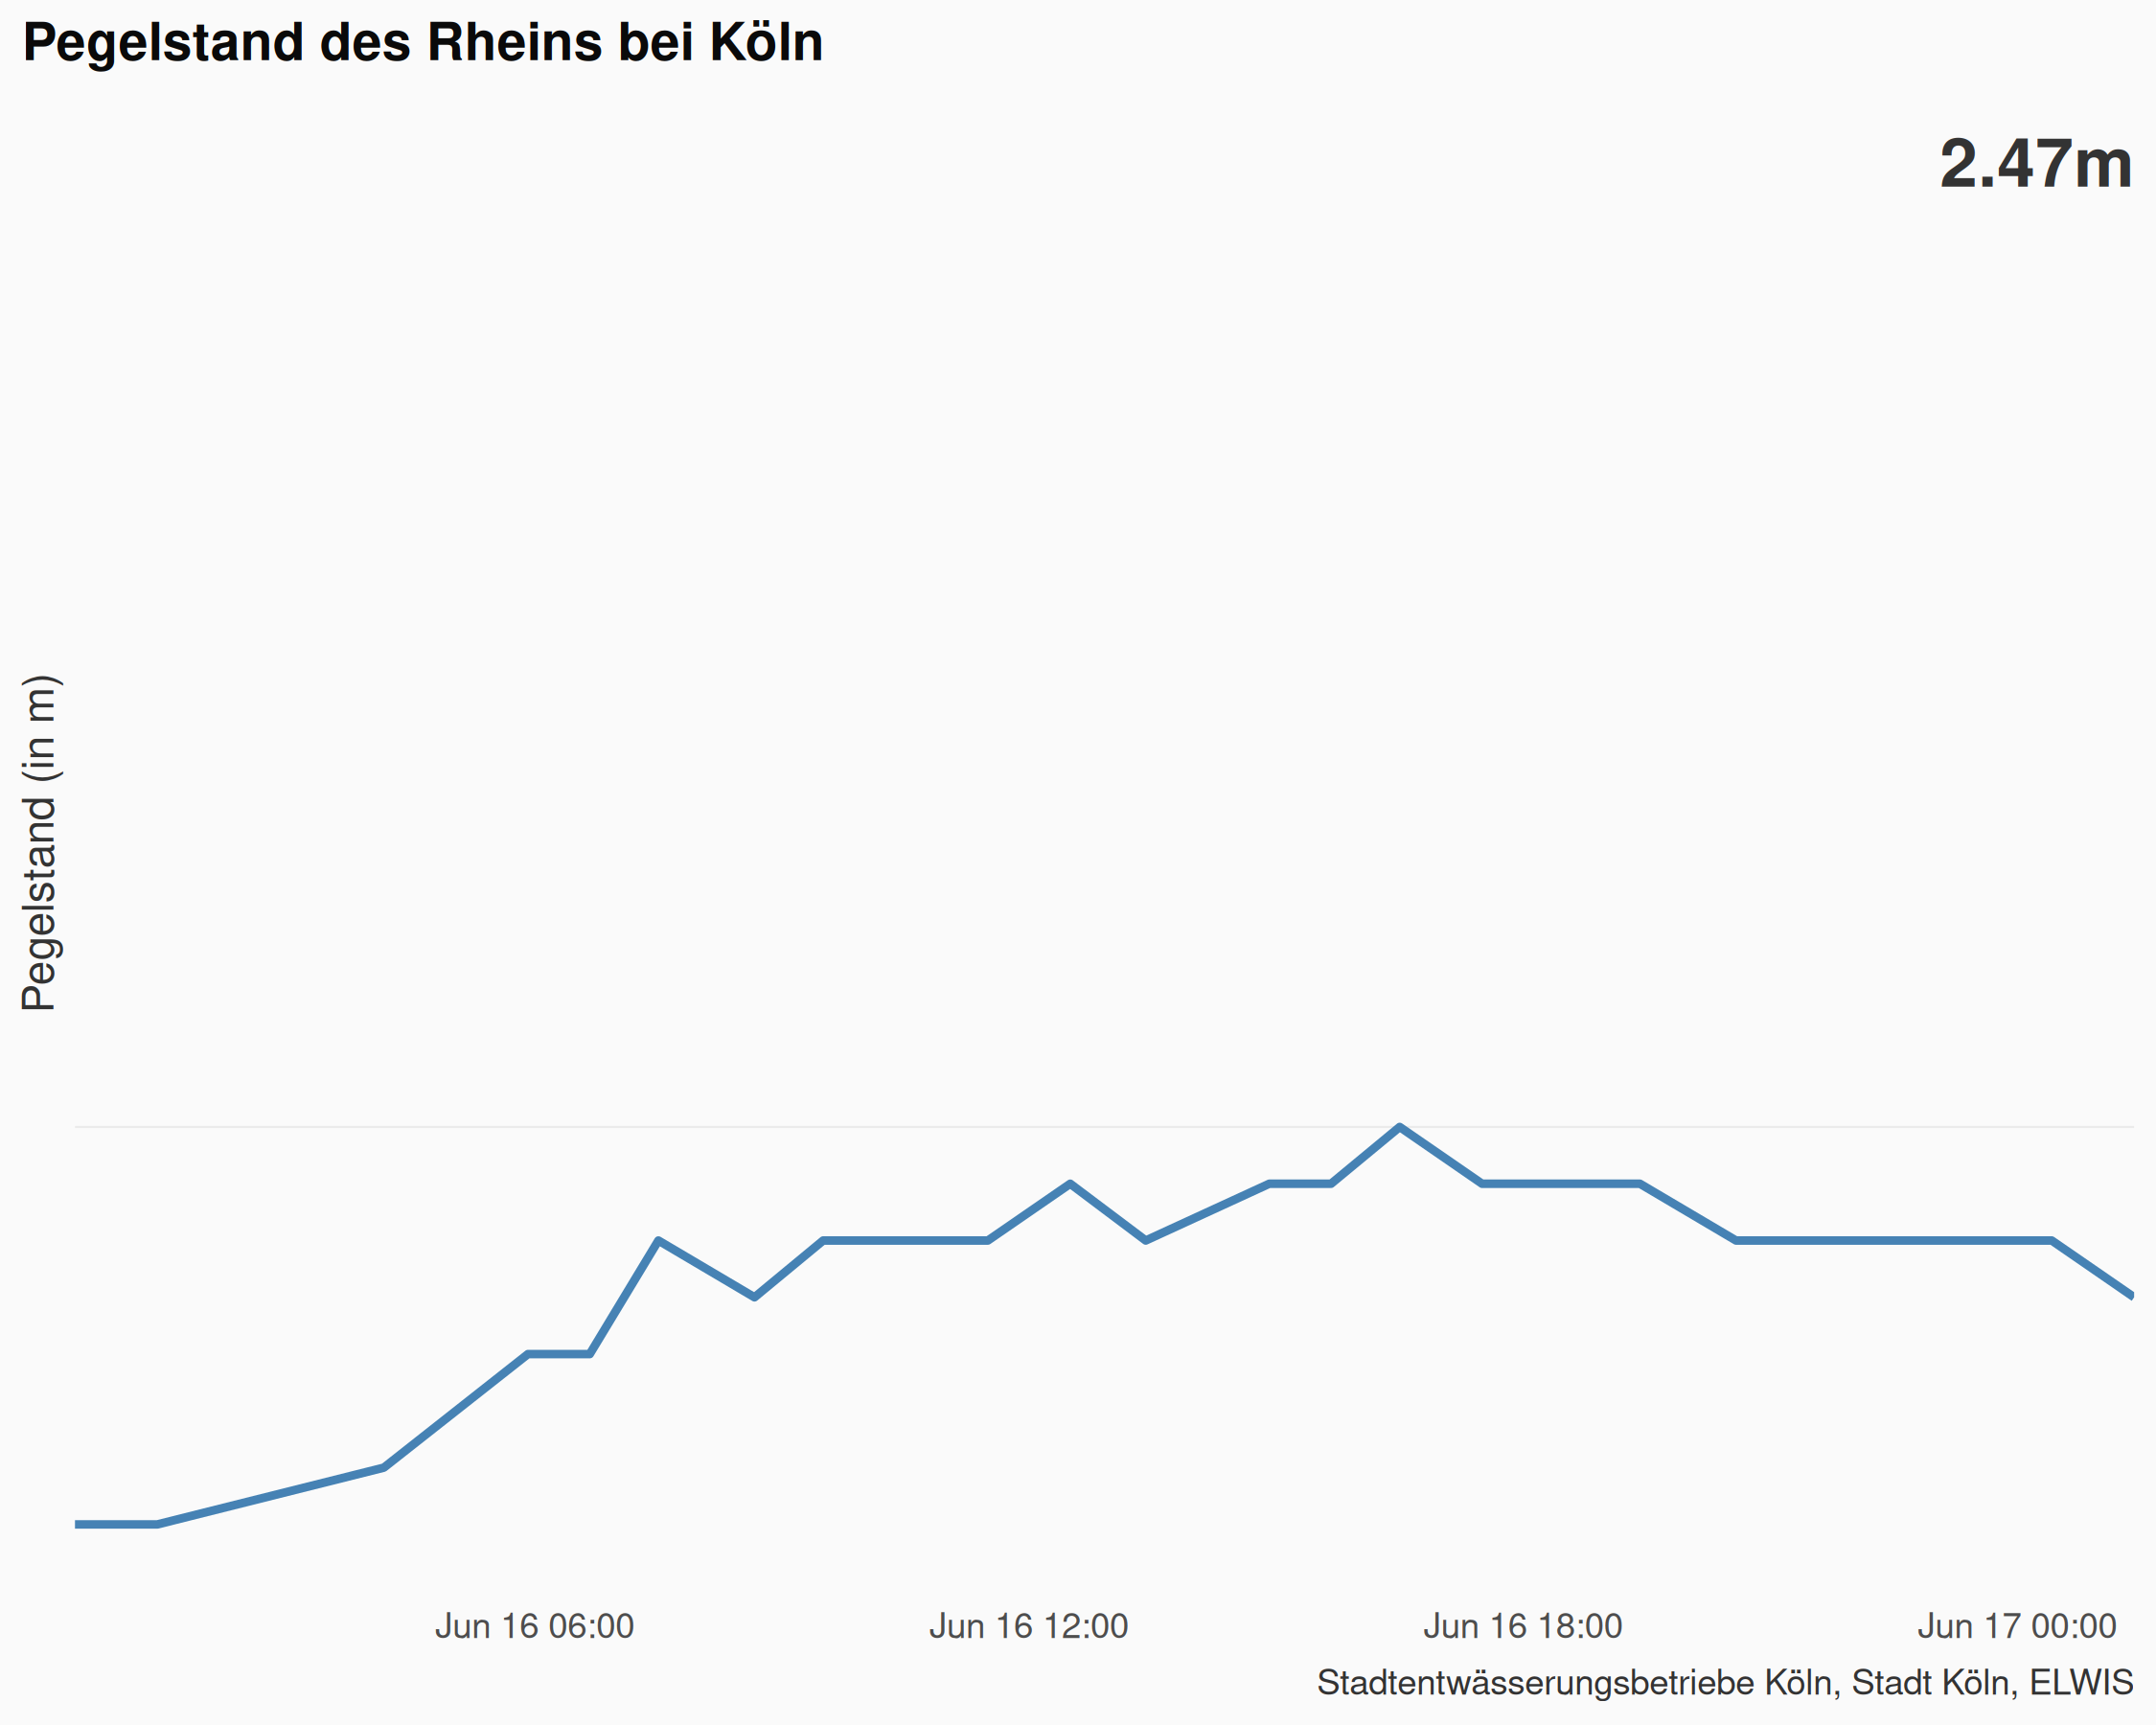 Pegelstand des Rheins bei Köln
2.47m
Pegelstand (in m)
Jun 16 06:00 Jun 16 12:00 Jun 16 18:00 Jun 17 00:00
Stadtentwässerungsbetriebe Köln, Stadt Köln, ELWIS